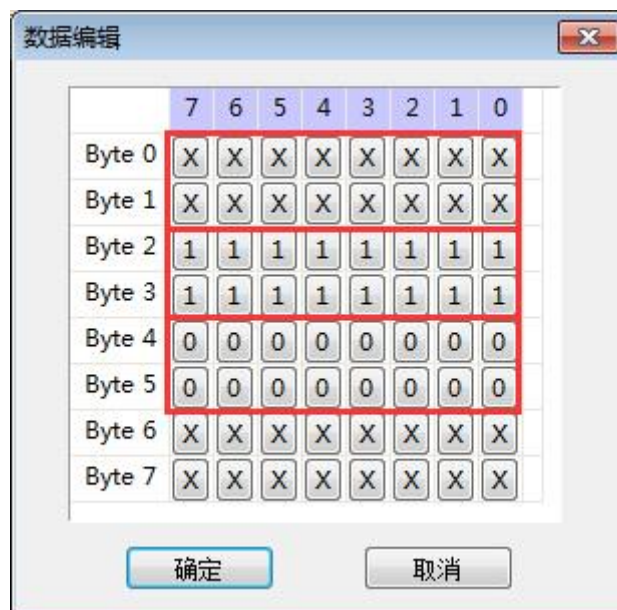 数据编辑
7 6 5 4 3 2 1 0
Byte 0 X X X X X X X X
Byte 1 X X X X X X X X
Byte 2 1 1 1 1 1 1 1 1
Byte 3 1 1 1 1 1 1 1 1
Byte 4 0 0 0 0 0 0 0 0
Byte 5 0 0 0 0 0 0 0 0
Byte 6 X X X X X X X X
Byte 7 X X X X X X X X
确定 取消